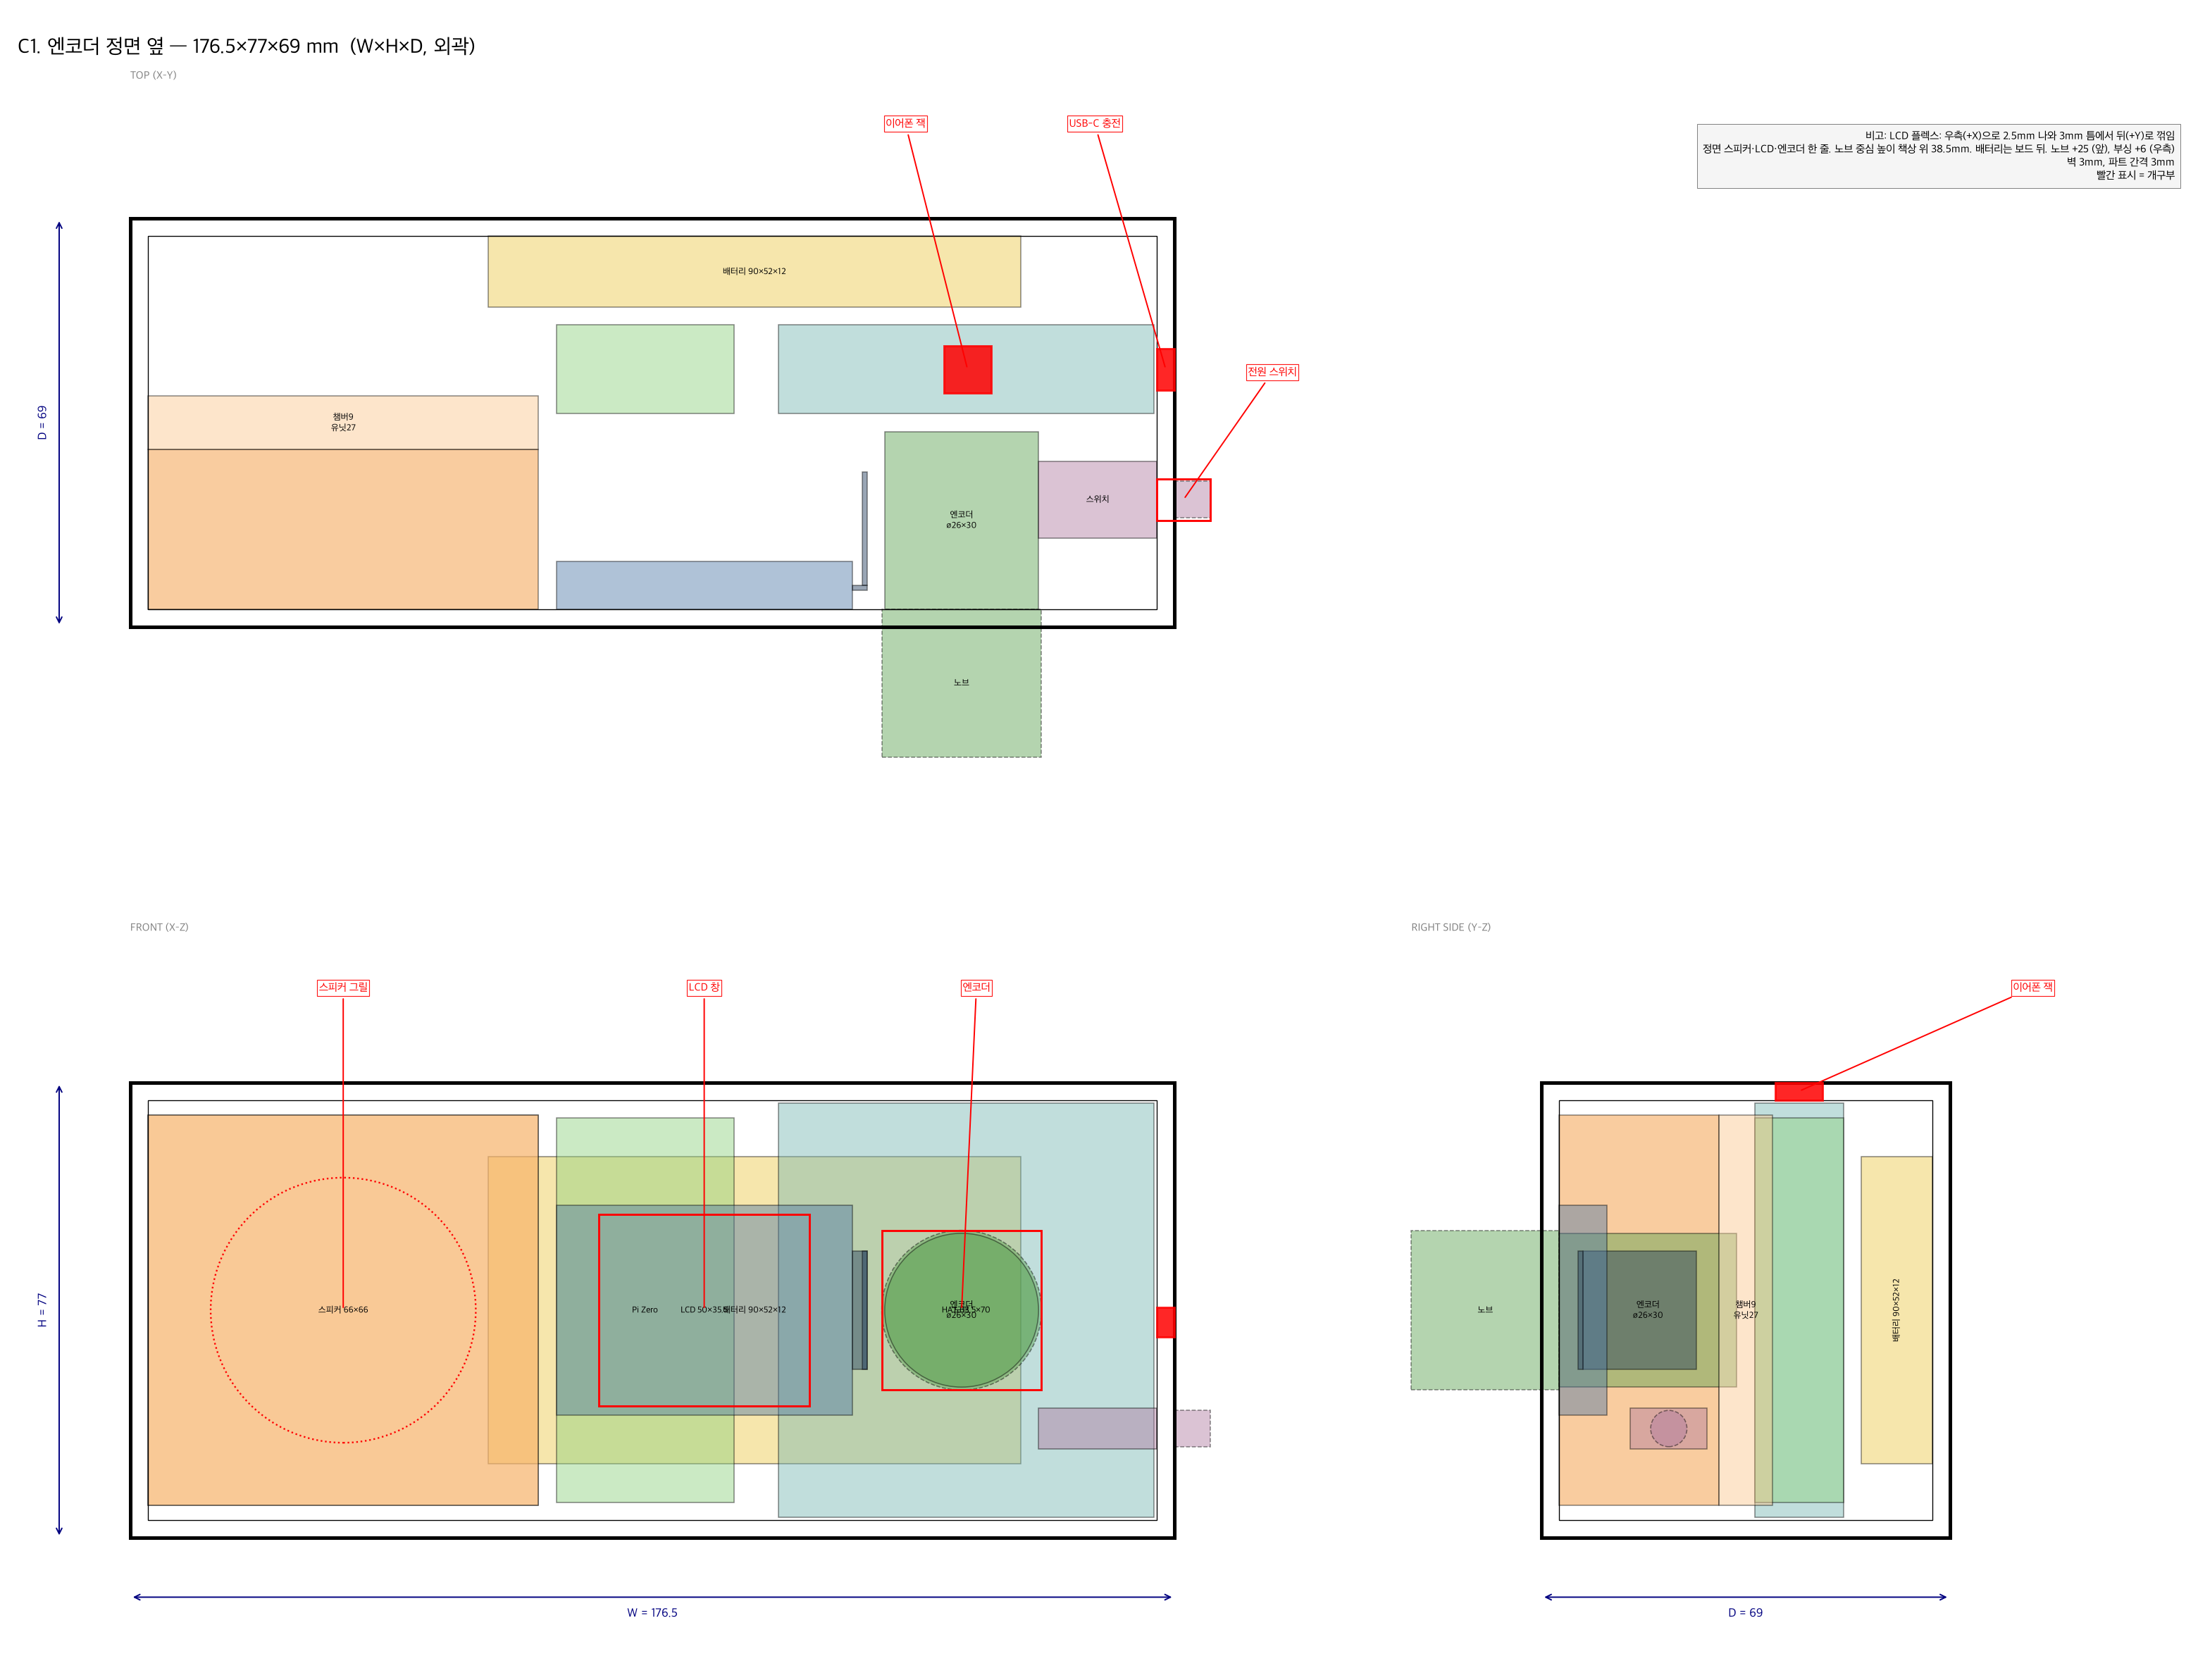 C1. 엔코더 정면 옆 — 176.5×77×69 mm  (W×H×D, 외곽)
TOP (X-Y)
이어폰 잭
USB-C 충전
비고: LCD 플렉스: 우측(+X)으로 2.5mm 나와 3mm 틈에서 뒤(+Y)로 꺾임
정면 스피커·LCD·엔코더 한 줄. 노브 중심 높이 책상 위 38.5mm. 배터리는 보드 뒤. 노브 +25 (앞), 부싱 +6 (우측)
벽 3mm, 파트 간격 3mm
빨간 표시 = 개구부
배터리 90×52×12
전원 스위치
챔버9
유닛27
D = 69
스위치
엔코더
ø26×30
노브
FRONT (X-Z)
RIGHT SIDE (Y-Z)
스피커 그릴
LCD 창
엔코더
이어폰 잭
H = 77
스피커 66×66
Pi Zero
LCD 50×35.5
배터리 90×52×12
엔코더
ø26×30
노브
엔코더
ø26×30
챔버9
유닛27
배터리 90×52×12
W = 176.5
D = 69